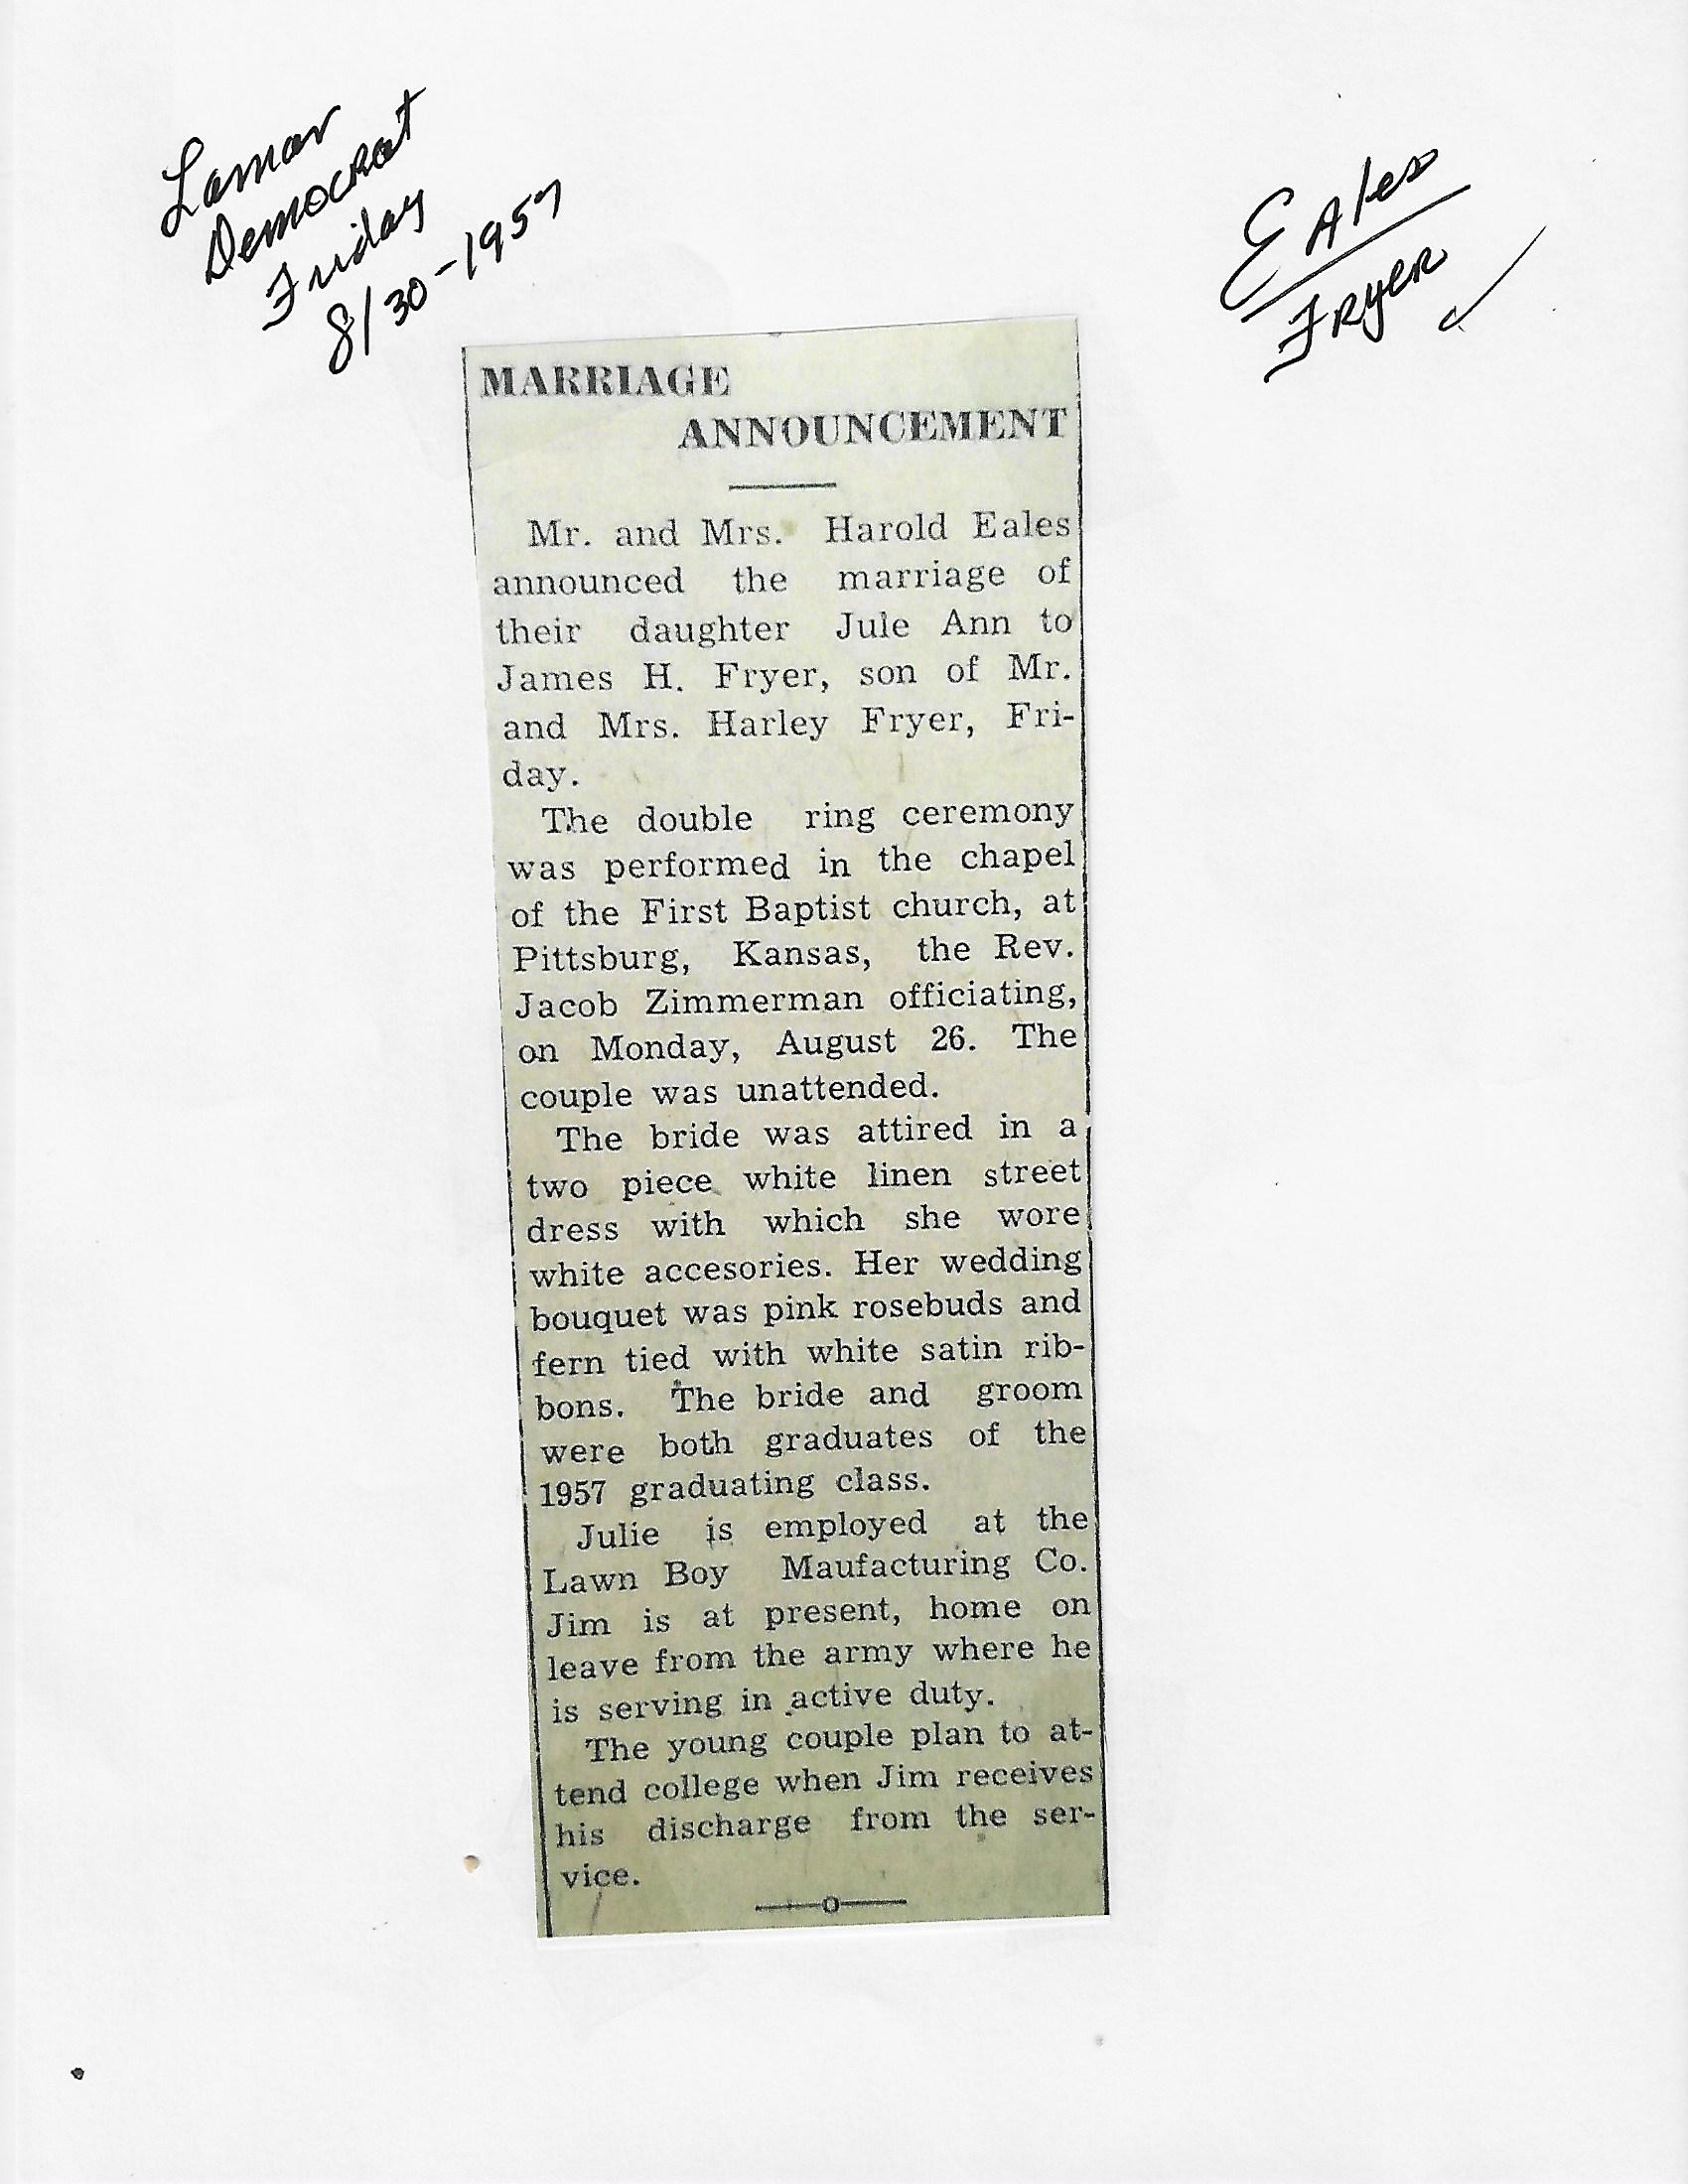 Lamar
Democrat
Friday
8/30-1957
Eales
Fryer
MARRIAGE
ANNOUNCEMENT
Mr. and Mrs. Harold Eales
announced the marriage of
their daughter Jule Ann to
James H. Fryer, son of Mr.
and Mrs. Harley Fryer, Fri-
day.
The double ring ceremony
was performed in the chapel
of the First Baptist church, at
Pittsburg, Kansas, the Rev.
Jacob Zimmerman officiating,
on Monday, August 26. The
couple was unattended.
The bride was attired in a
two piece white linen street
dress with which she wore
white accesories. Her wedding
bouquet was pink rosebuds and
fern tied with white satin rib-
bons. The bride and groom
were both graduates of the
1957 graduating class.
Julie is employed at the
Lawn Boy Maufacturing Co.
Jim is at present, home on
leave from the army where he
is serving in active duty.
The young couple plan to at-
tend college when Jim receives
his discharge from the ser-
vice.